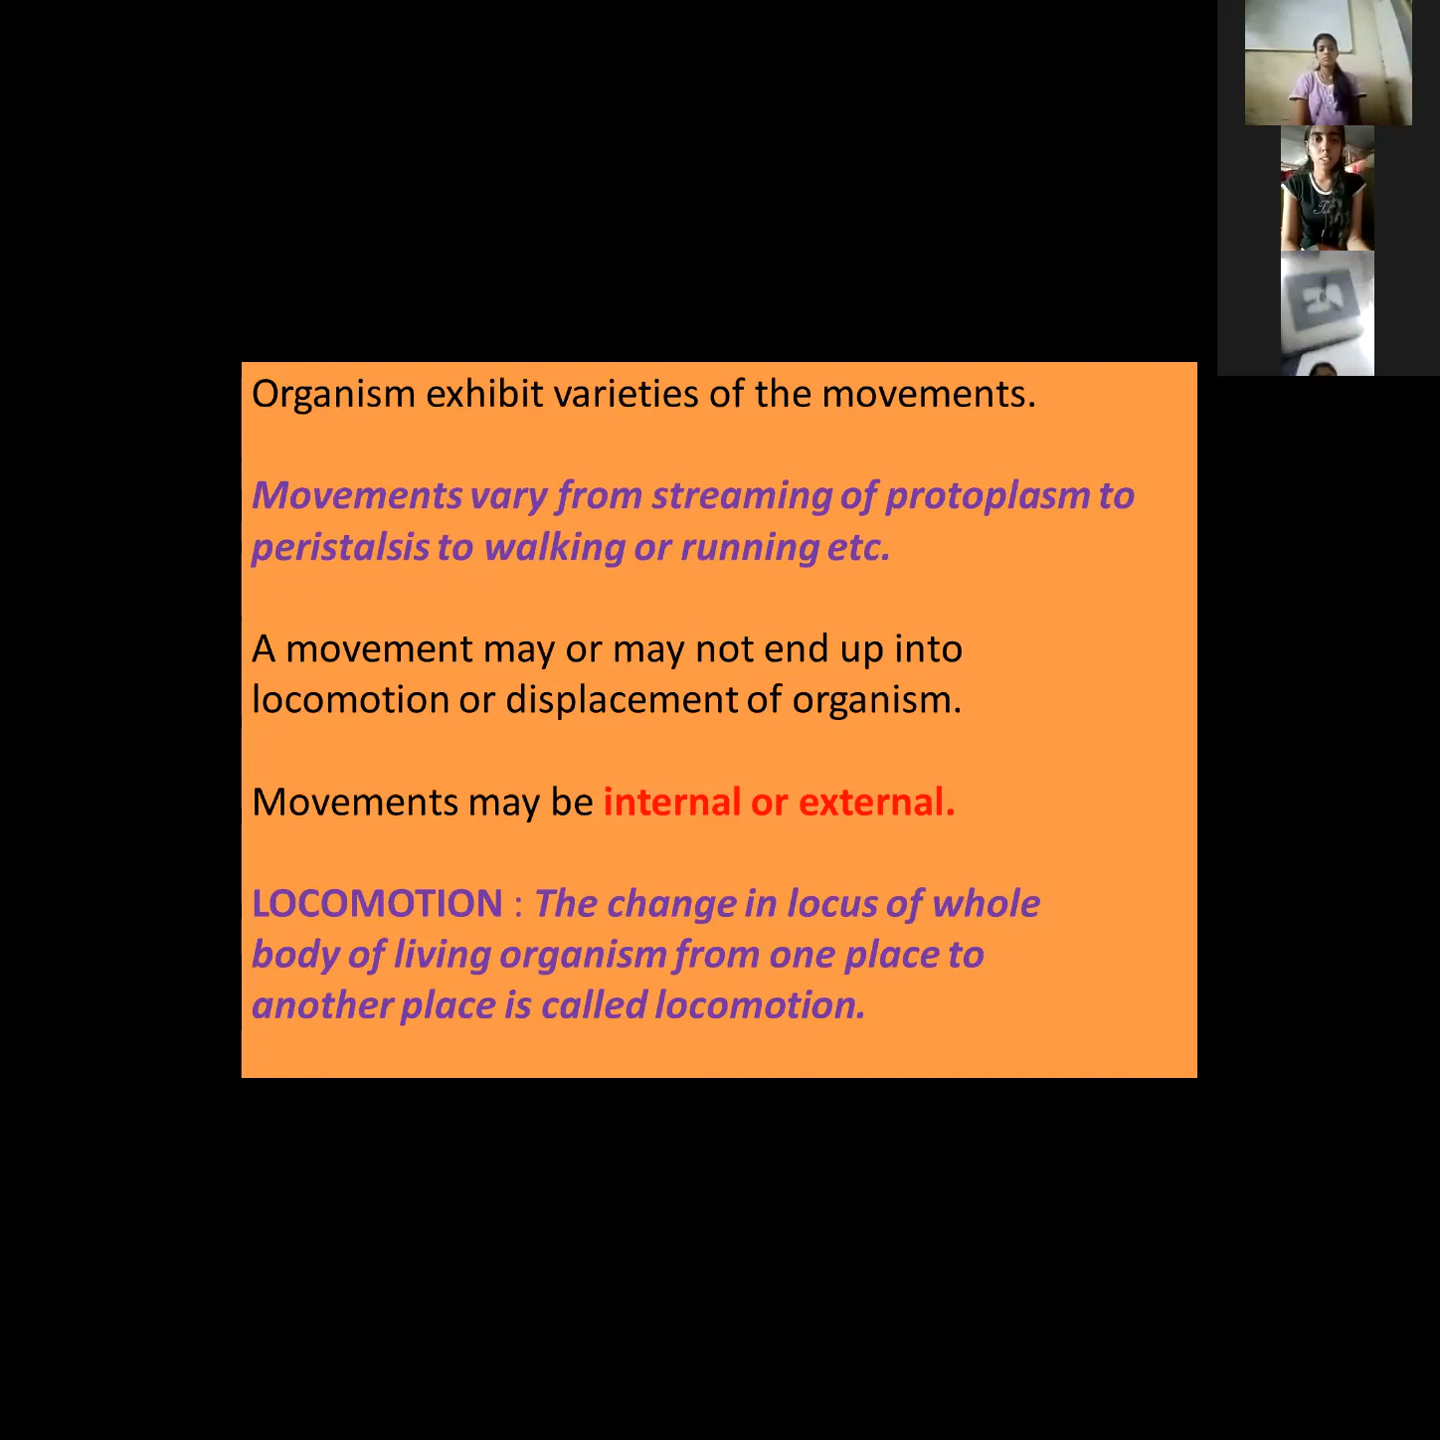 Organism exhibit varieties of the movements.
Movements vary from streaming of protoplasm to
peristalsis to walking or running etc.
A movement may or may not end up into
locomotion or displacement of organism.
Movements may be internal or external.
LOCOMOTION : The change in locus of whole
body of living organism from one place to
another place is called locomotion.